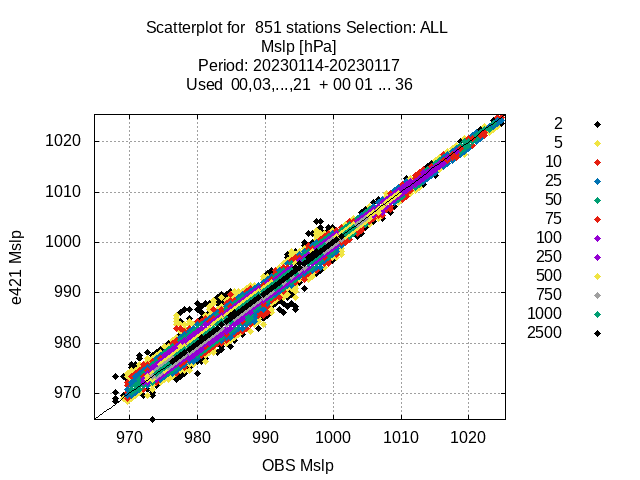 Scatterplot for  851 stations Selection: ALL
Mslp [hPa]
Period: 20230114-20230117
Used  00,03,...,21  + 00 01 ... 36
2
5
10
25
50
75
100
250
500
750
1000
2500
1020
1010
1000
990
980
970
e421 Mslp
970 980 990 1000 1010 1020
OBS Mslp